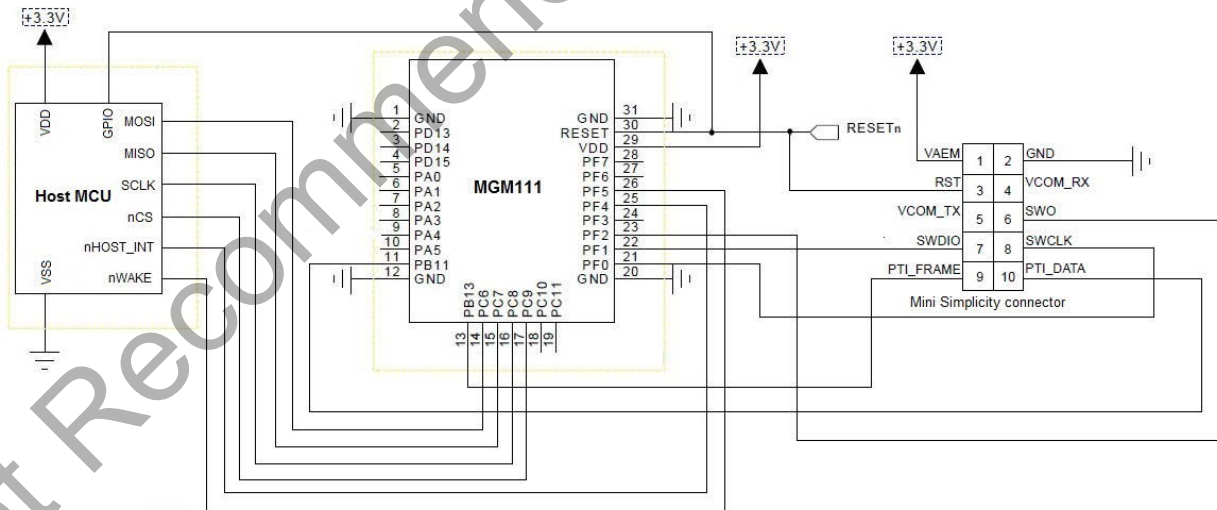 +3.3V
+3.3V
+3.3V
Host MCU
VDD
GPIO
VSS
MOSI
MISO
SCLK
nCS
nHOST_INT
nWAKE
MGM111
1 GND
2 PD13
3 PD14
4 PD15
5 PA0
6 PA1
7 PA2
8 PA3
9 PA4
10 PA5
11 PB11
12 GND
13 PB13
14 PC6
15 PC7
16 PC8
17 PC9
18 PC10
19 PC11
GND 31
RESET 30
VDD 29
PF7 28
PF6 27
PF5 26
PF4 25
PF3 24
PF2 23
PF1 22
PF0 21
GND 20
RESETn
VAEM 1 2 GND
RST 3 4 VCOM_RX
VCOM_TX 5 6 SWO
SWDIO 7 8 SWCLK
PTI_FRAME 9 10 PTI_DATA
Mini Simplicity connector